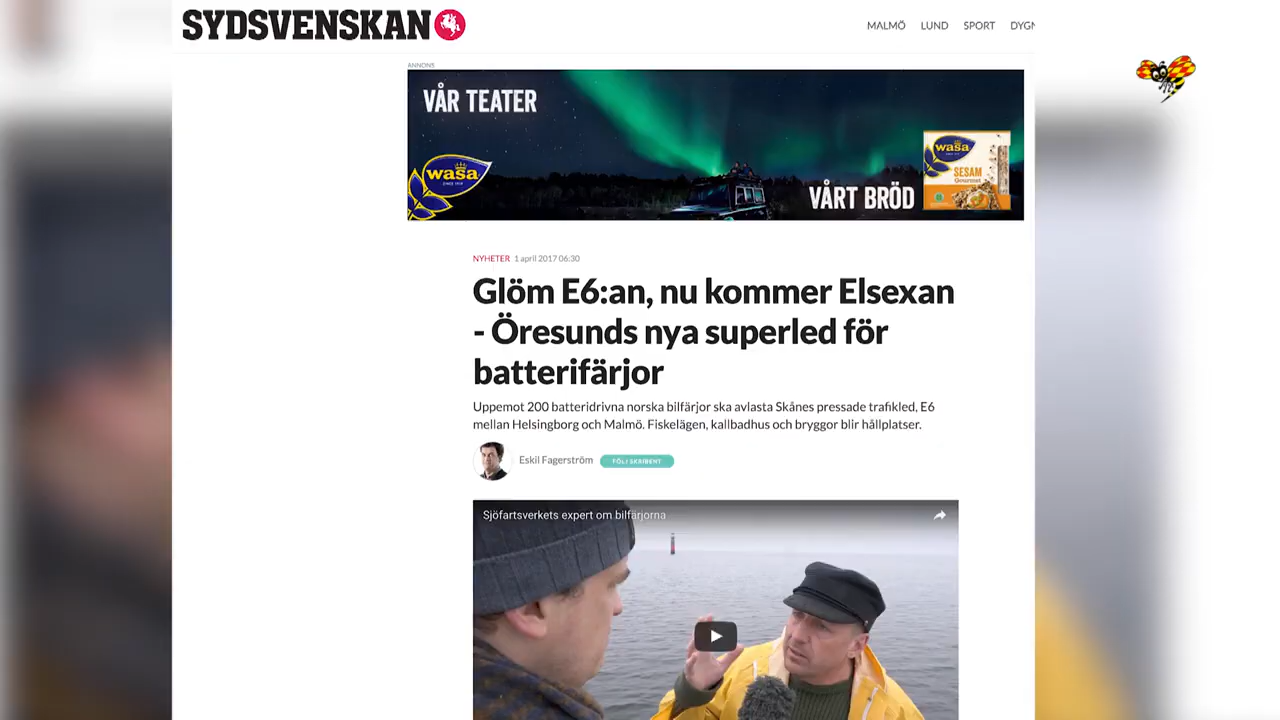 SYDSVENSKAN
MALMÖ LUND SPORT DYGN
ANNONS
VÅR TEATER
wasa
SINCE 1919
VÅRT BRÖD
wasa
SESAM
Gourmet
NYHETER 1 april 2017 06:30
Glöm E6:an, nu kommer Elsexan
- Öresunds nya superled för
batterifärjor
Uppemot 200 batteridrivna norska bilfärjor ska avlasta Skånes pressade trafikled, E6
mellan Helsingborg och Malmö. Fiskelägen, kallbadhus och bryggor blir hållplatser.
Eskil Fagerström FÖLJ SKRIBENT
Sjöfartsverkets expert om bilfärjorna